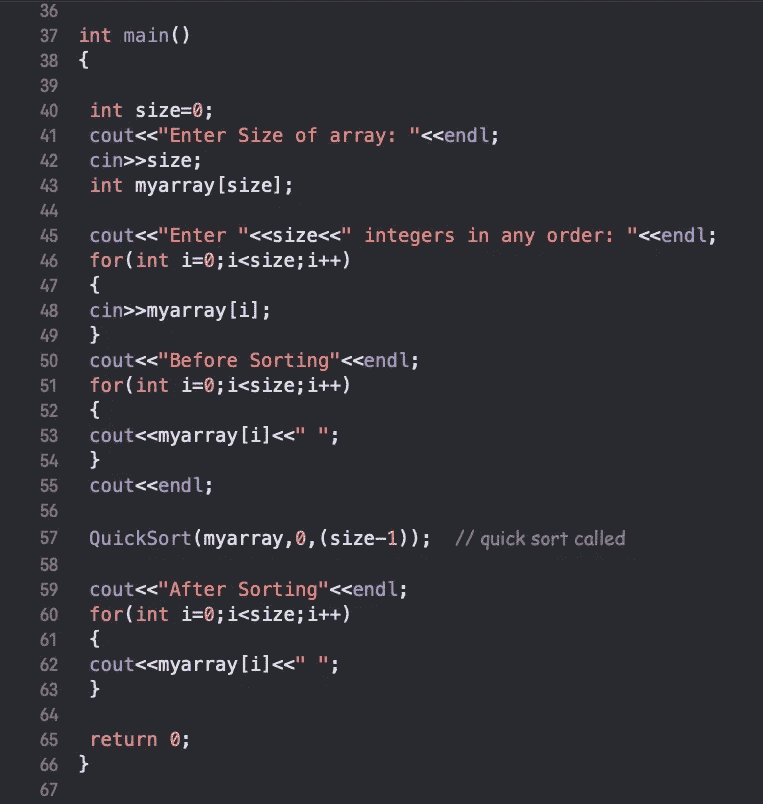 36
37 int main()
38 {
39
40 int size=0;
41 cout<<"Enter Size of array: "<<endl;
42 cin>>size;
43 int myarray[size];
44
45 cout<<"Enter "<<size<<" integers in any order: "<<endl;
46 for(int i=0;i<size;i++)
47 {
48 cin>>myarray[i];
49 }
50 cout<<"Before Sorting"<<endl;
51 for(int i=0;i<size;i++)
52 {
53 cout<<myarray[i]<<" ";
54 }
55 cout<<endl;
56
57 QuickSort(myarray,0,(size-1));  // quick sort called
58
59 cout<<"After Sorting"<<endl;
60 for(int i=0;i<size;i++)
61 {
62 cout<<myarray[i]<<" ";
63 }
64
65 return 0;
66 }
67